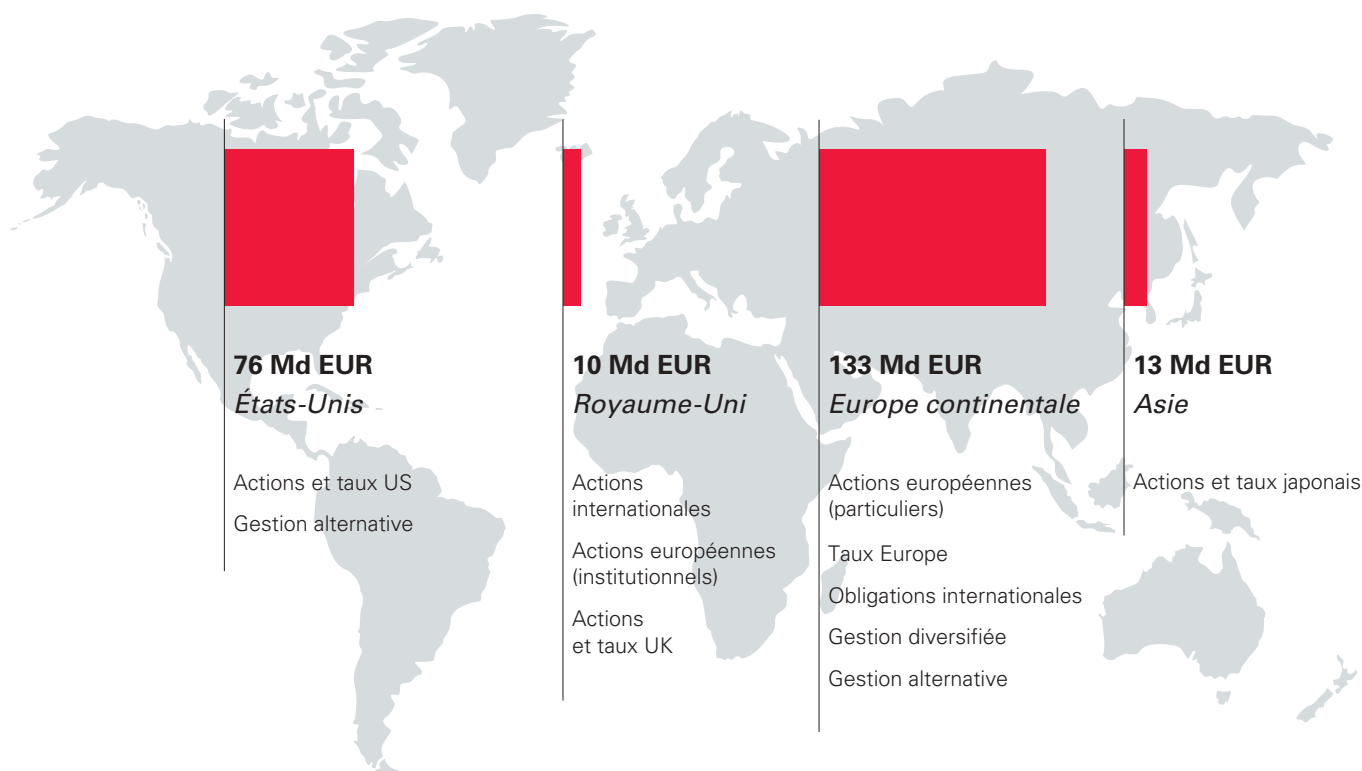 76 Md EUR
États-Unis
Actions et taux US
Gestion alternative
10 Md EUR
Royaume-Uni
Actions
internationales
Actions européennes
(institutionnels)
Actions
et taux UK
133 Md EUR
Europe continentale
Actions européennes
(particuliers)
Taux Europe
Obligations internationales
Gestion diversifiée
Gestion alternative
13 Md EUR
Asie
Actions et taux japonais